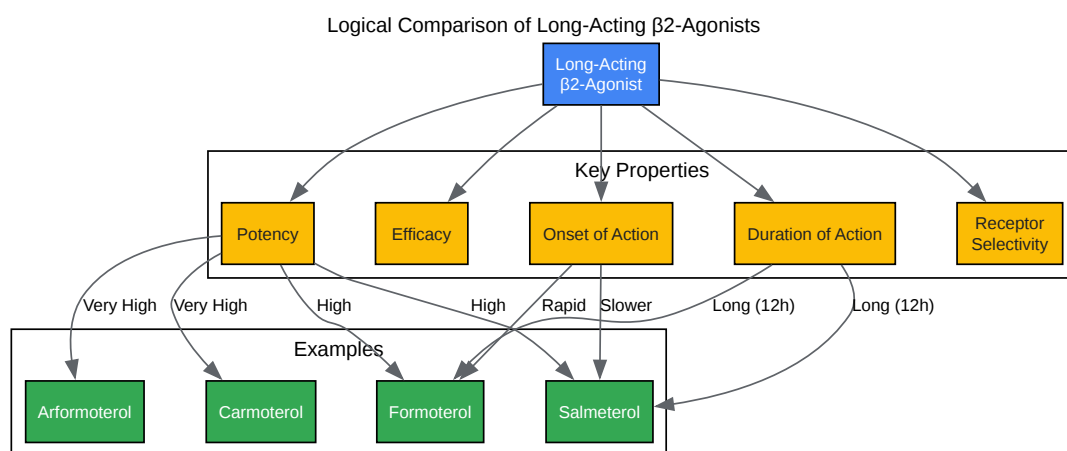 Logical Comparison of Long-Acting β2-Agonists
Long-Acting
β2-Agonist
Key Properties
Potency
Efficacy
Onset of Action
Duration of Action
Receptor
Selectivity
Very High
Very High
High
High
Rapid
Slower
Long (12h)
Long (12h)
Examples
Arformoterol
Carmoterol
Formoterol
Salmeterol